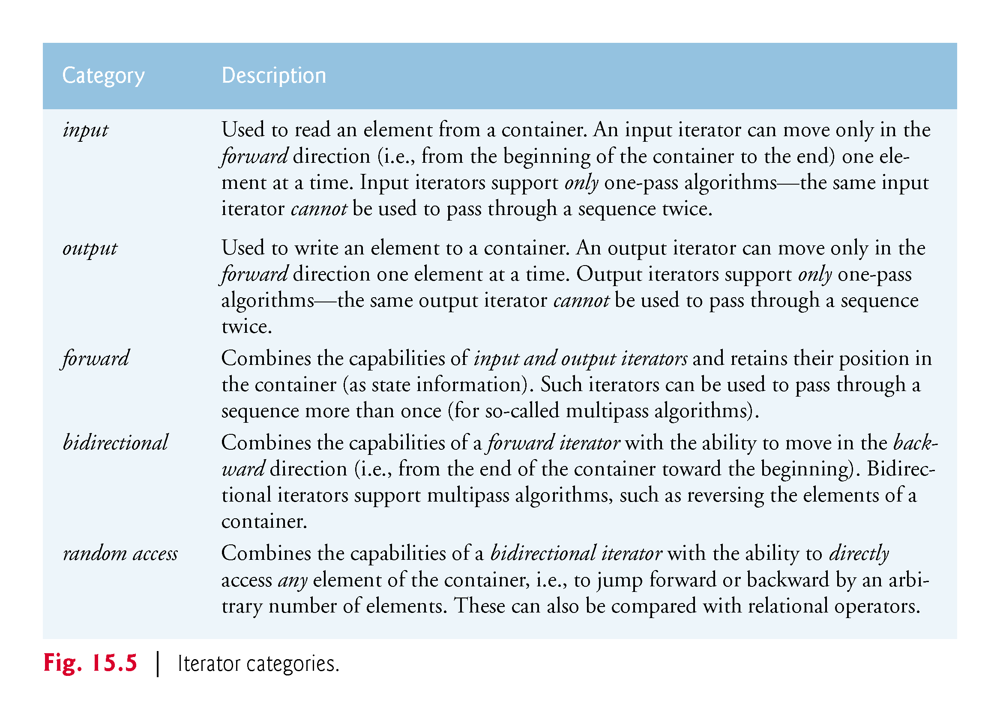 Category Description
input Used to read an element from a container. An input iterator can move only in the
forward direction (i.e., from the beginning of the container to the end) one ele-
ment at a time. Input iterators support only one-pass algorithms—the same input
iterator cannot be used to pass through a sequence twice.
output Used to write an element to a container. An output iterator can move only in the
forward direction one element at a time. Output iterators support only one-pass
algorithms—the same output iterator cannot be used to pass through a sequence
twice.
forward Combines the capabilities of input and output iterators and retains their position in
the container (as state information). Such iterators can be used to pass through a
sequence more than once (for so-called multipass algorithms).
bidirectional Combines the capabilities of a forward iterator with the ability to move in the back-
ward direction (i.e., from the end of the container toward the beginning). Bidirec-
tional iterators support multipass algorithms, such as reversing the elements of a
container.
random access Combines the capabilities of a bidirectional iterator with the ability to directly
access any element of the container, i.e., to jump forward or backward by an arbi-
trary number of elements. These can also be compared with relational operators.
Fig. 15.5 | Iterator categories.